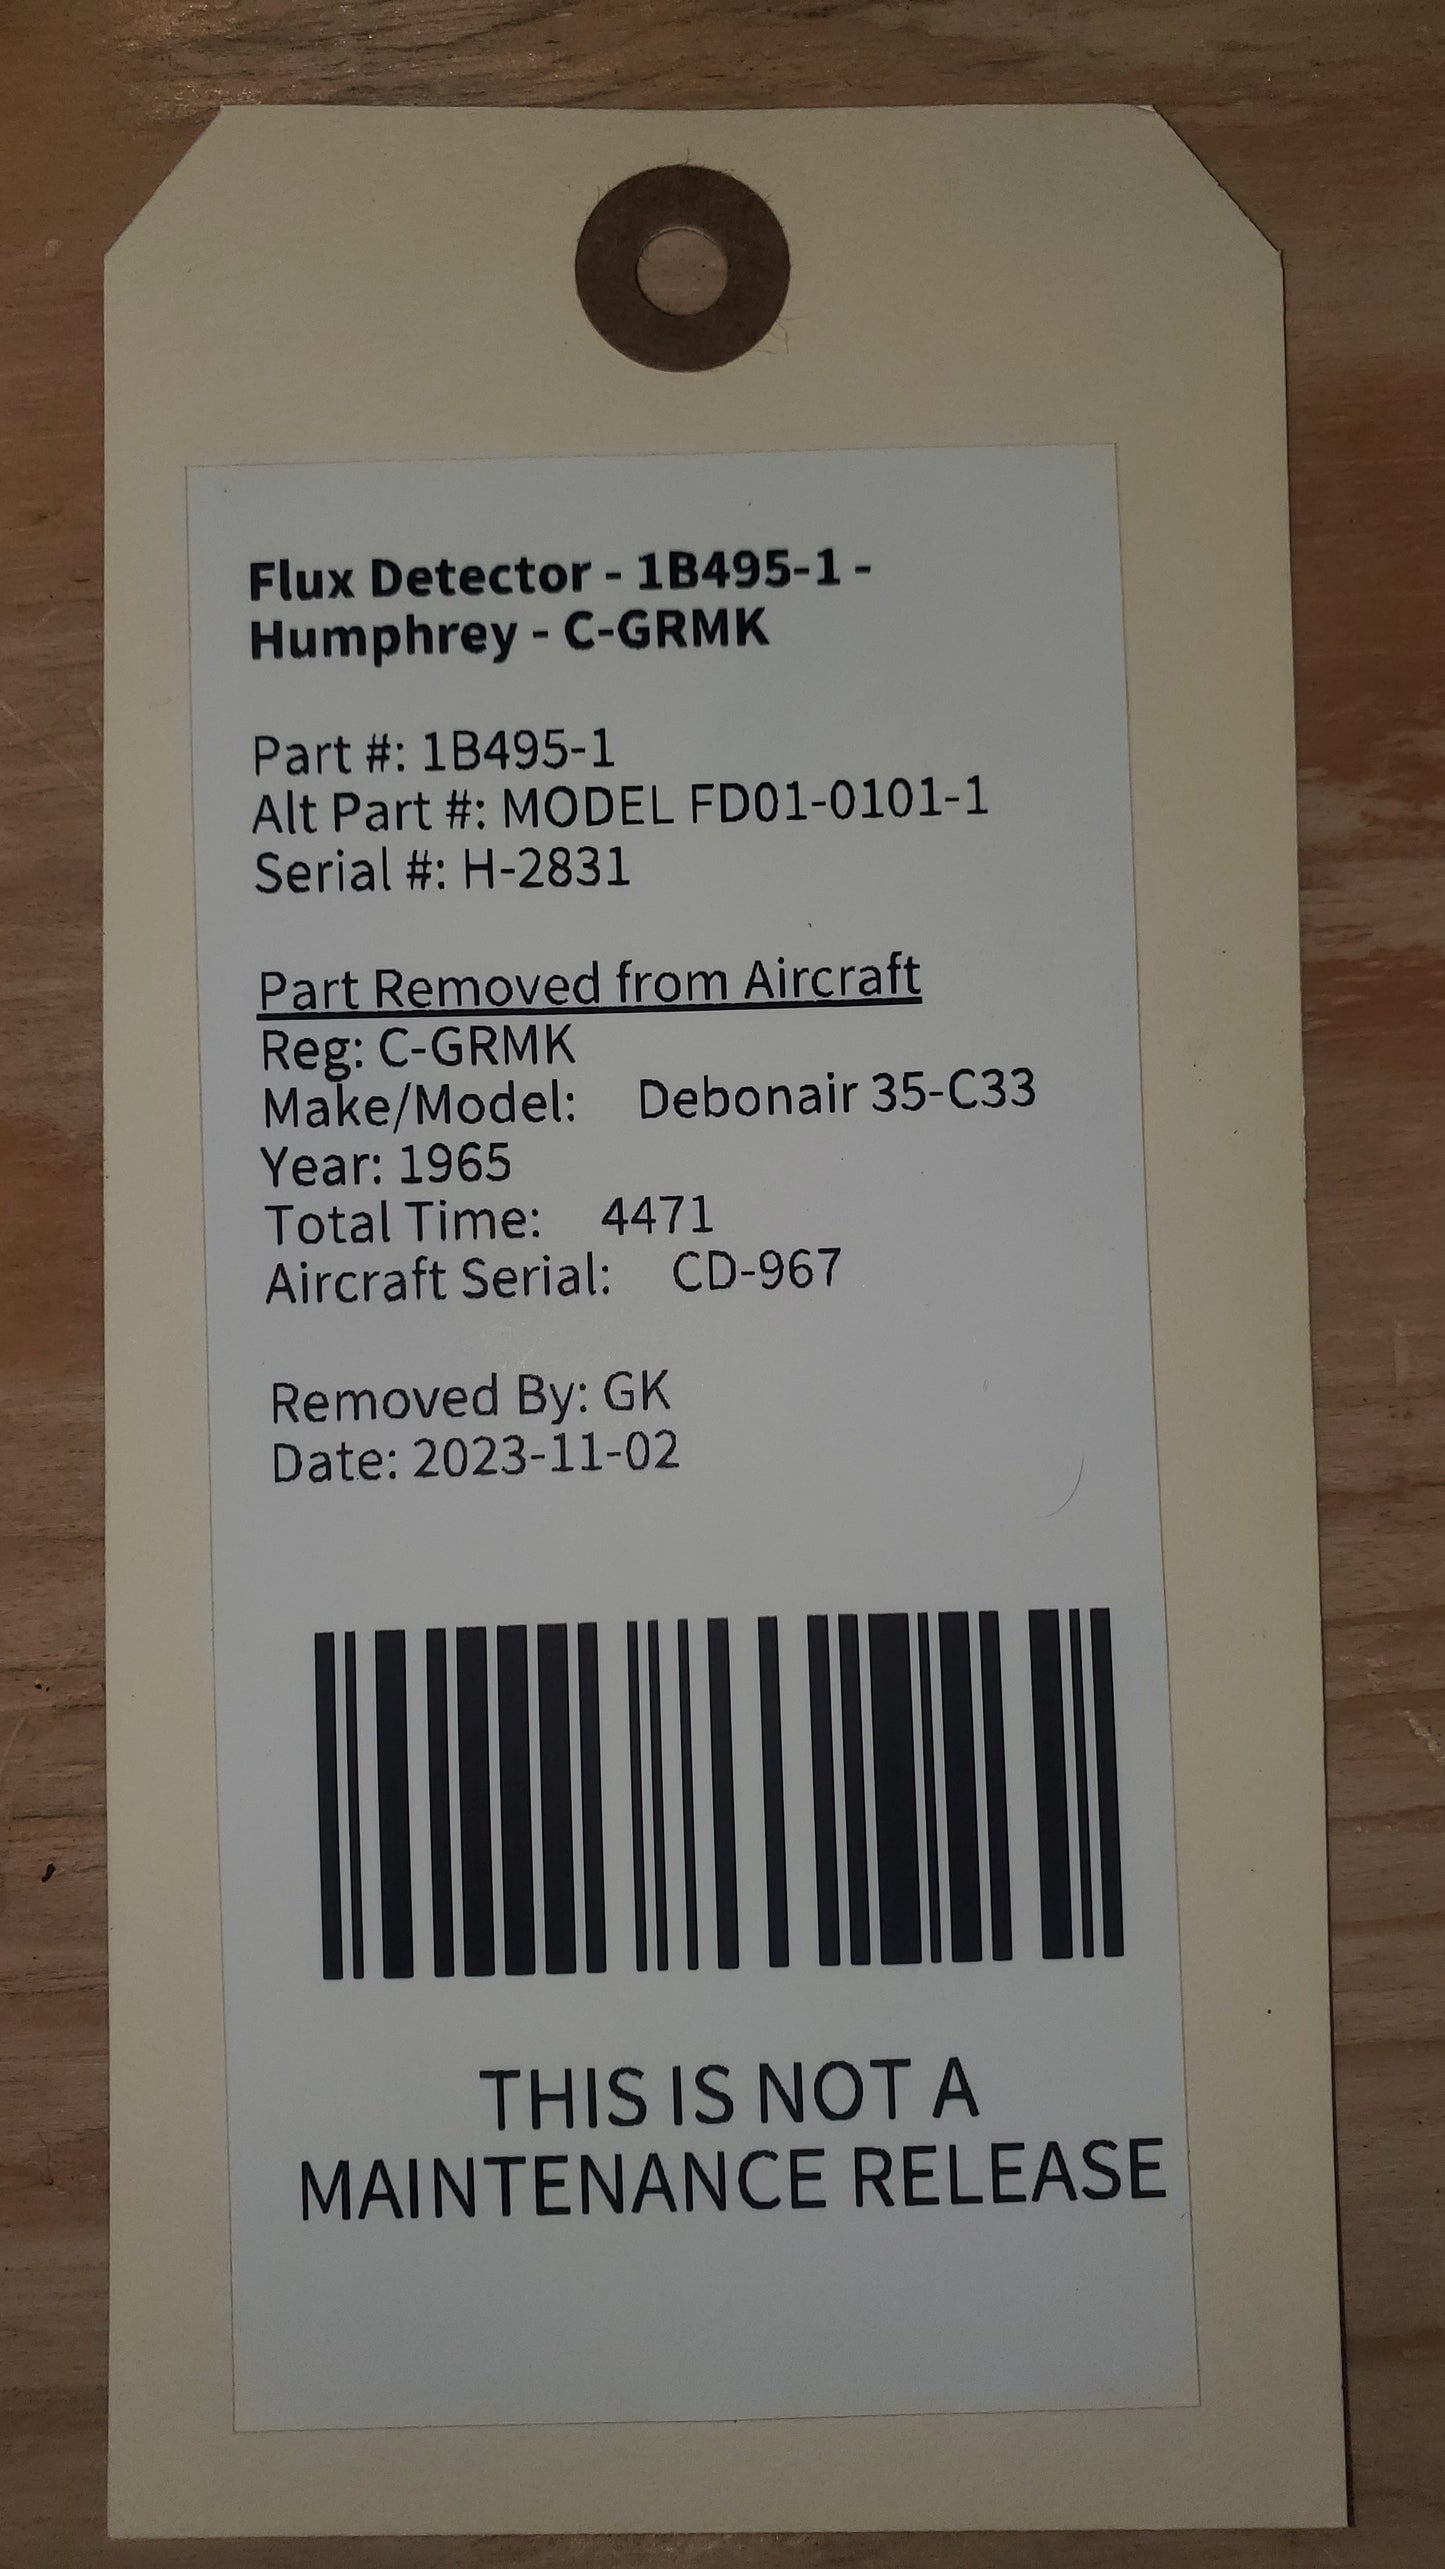 Flux Detector - 1B495-1 -
Humphrey - C-GRMK
Part #: 1B495-1
Alt Part #: MODEL FD01-0101-1
Serial #: H-2831
Part Removed from Aircraft
Reg: C-GRMK
Make/Model: Debonair 35-C33
Year: 1965
Total Time: 4471
Aircraft Serial: CD-967
Removed By: GK
Date: 2023-11-02
THIS IS NOT A
MAINTENANCE RELEASE